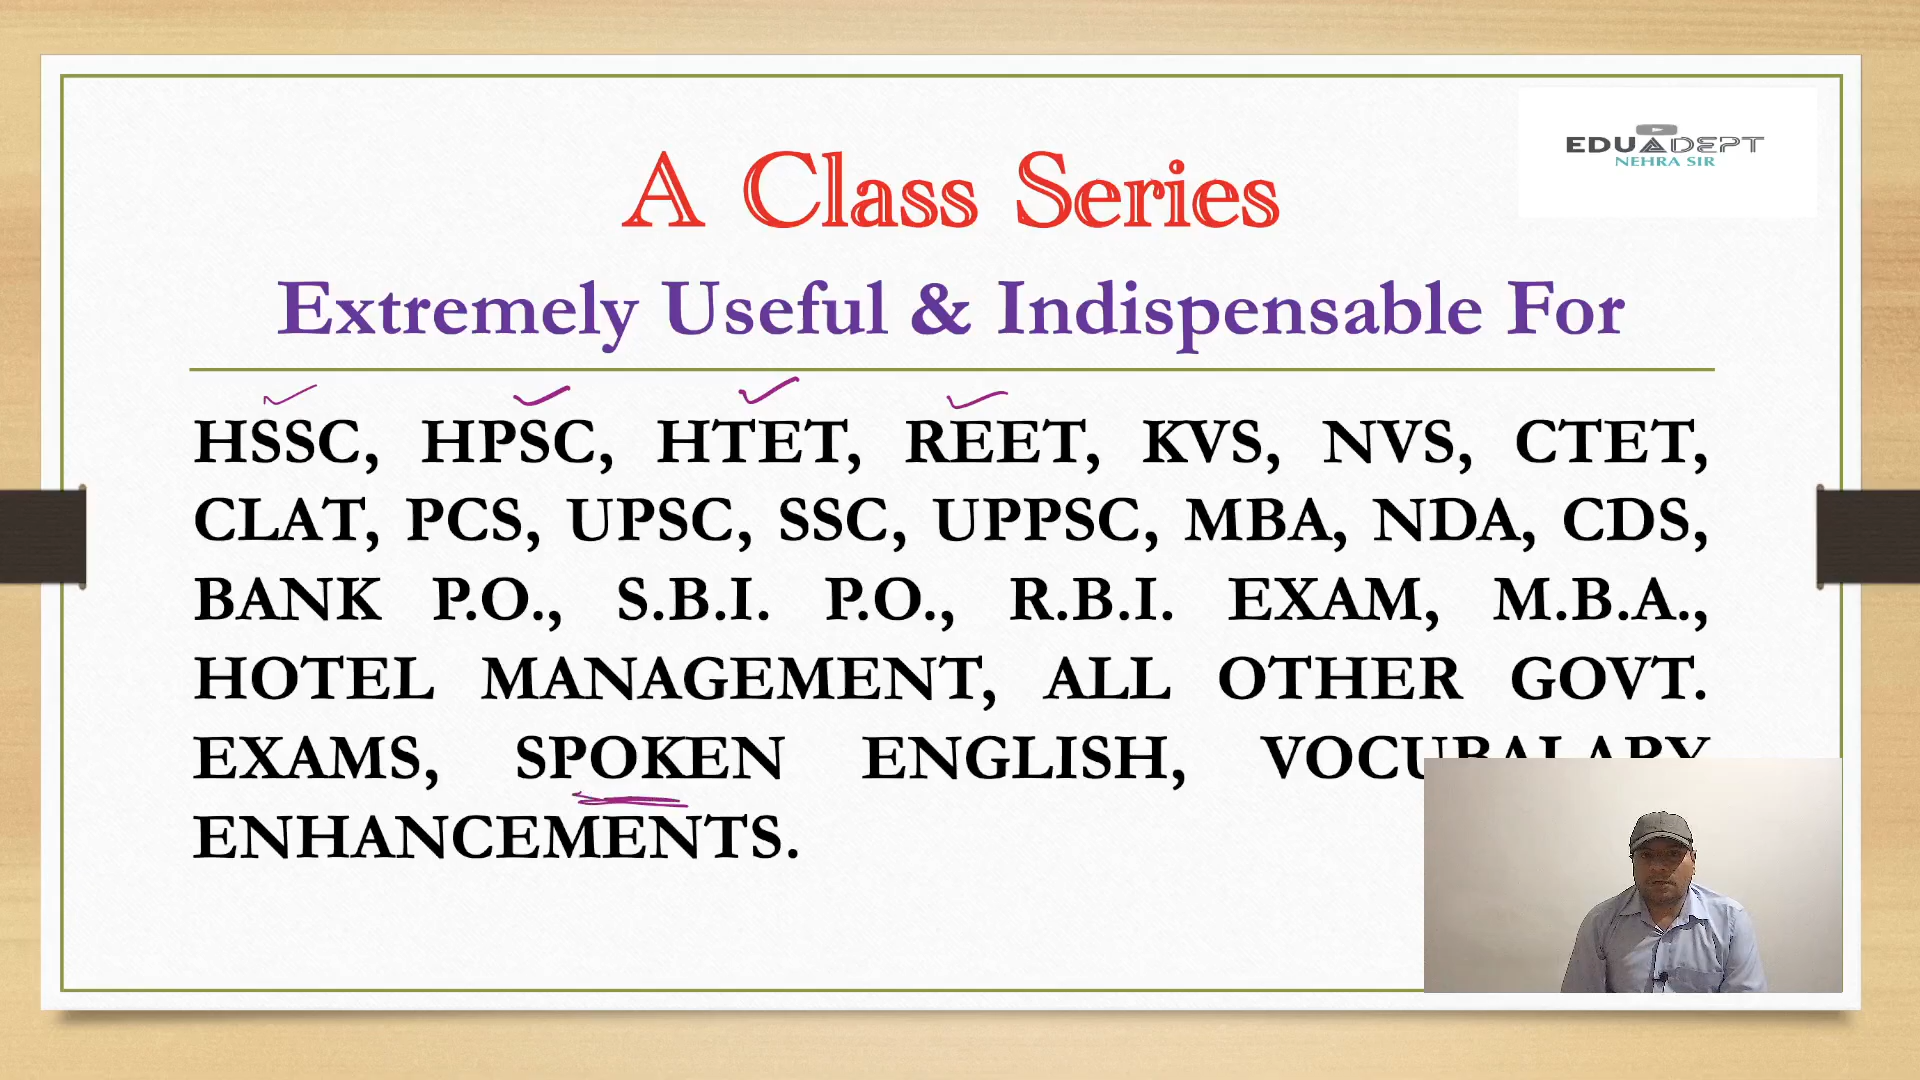 EDUADEPT
NEHRA SIR
A Class Series
Extremely Useful & Indispensable For
HSSC, HPSC, HTET, REET, KVS, NVS, CTET,
CLAT, PCS, UPSC, SSC, UPPSC, MBA, NDA, CDS,
BANK P.O., S.B.I. P.O., R.B.I. EXAM, M.B.A.,
HOTEL MANAGEMENT, ALL OTHER GOVT.
EXAMS, SPOKEN ENGLISH, VOCUBALARY
ENHANCEMENTS.